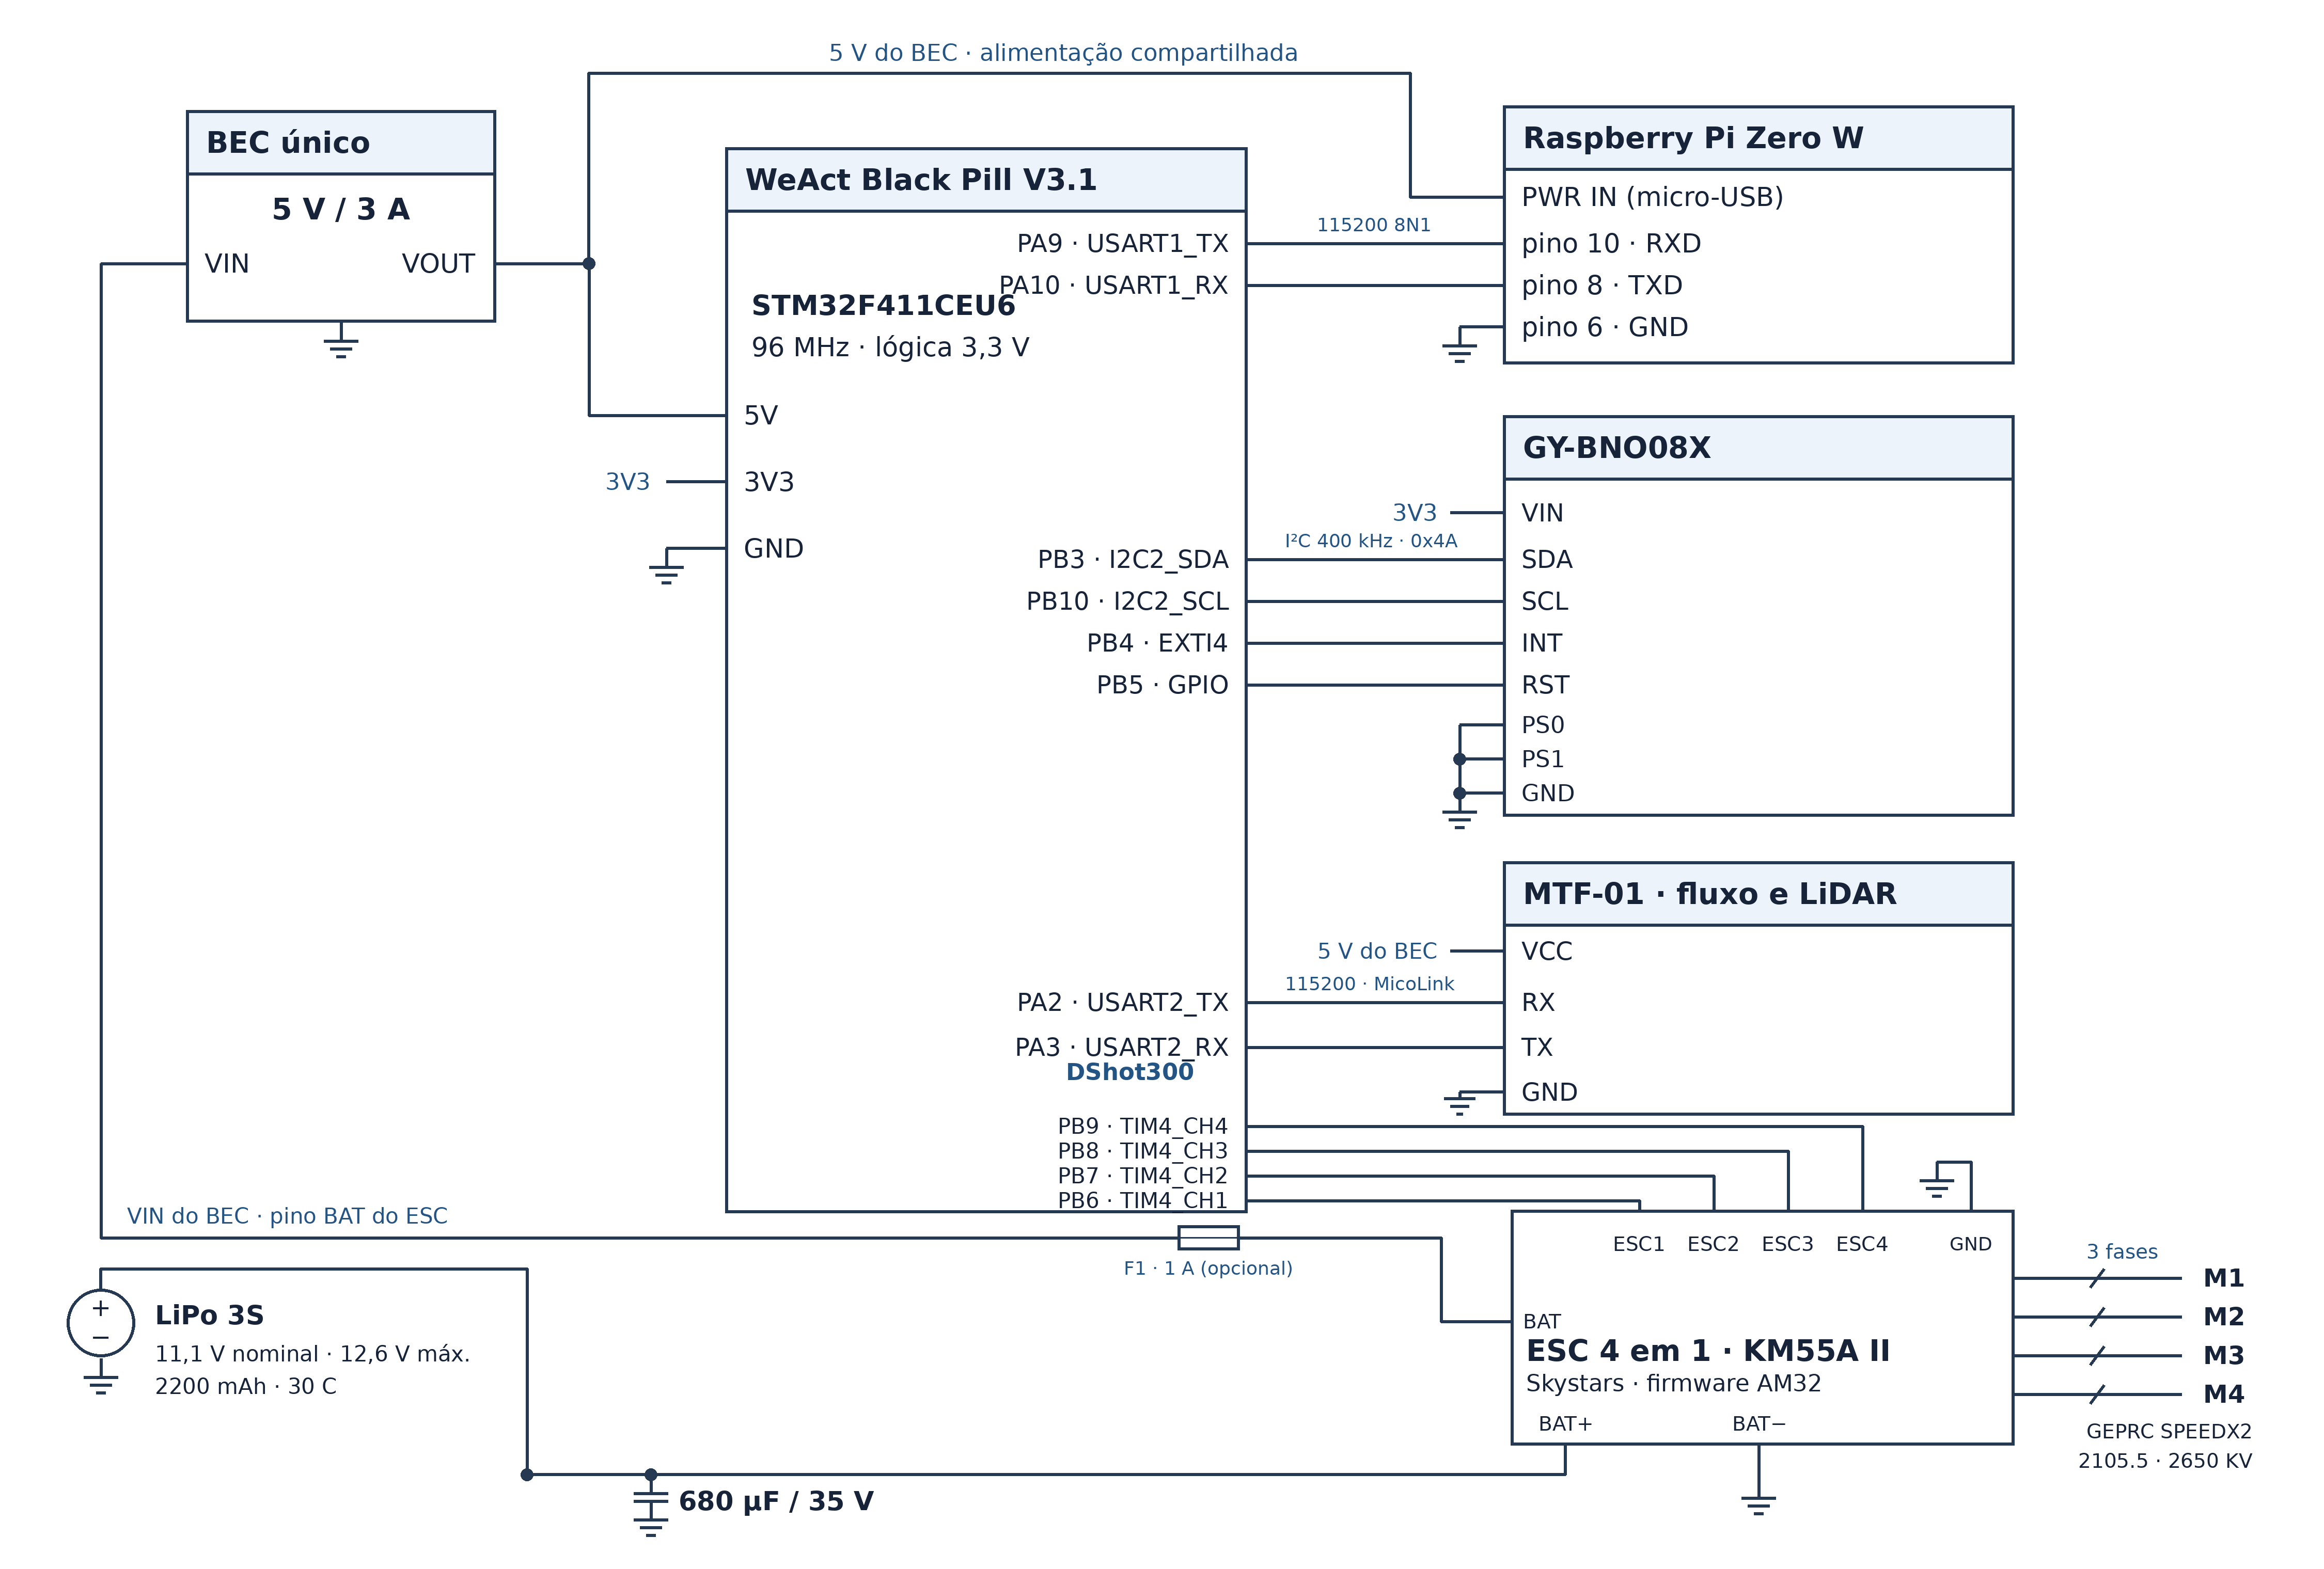 5 V do BEC · alimentação compartilhada
BEC único
5 V / 3 A
VIN
VOUT
WeAct Black Pill V3.1
PA9 · USART1_TX
PA10 · USART1_RX
STM32F411CEU6
96 MHz · lógica 3,3 V
5V
3V3
3V3
GND
PB3 · I2C2_SDA
PB10 · I2C2_SCL
PB4 · EXTI4
PB5 · GPIO
PA2 · USART2_TX
PA3 · USART2_RX
DShot300
PB9 · TIM4_CH4
PB8 · TIM4_CH3
PB7 · TIM4_CH2
PB6 · TIM4_CH1
115200 8N1
Raspberry Pi Zero W
PWR IN (micro-USB)
pino 10 · RXD
pino 8 · TXD
pino 6 · GND
GY-BNO08X
3V3
VIN
I²C 400 kHz · 0x4A
SDA
SCL
INT
RST
PS0
PS1
GND
MTF-01 · fluxo e LiDAR
5 V do BEC
VCC
115200 · MicoLink
RX
TX
GND
VIN do BEC · pino BAT do ESC
F1 · 1 A (opcional)
+
−
LiPo 3S
11,1 V nominal · 12,6 V máx.
2200 mAh · 30 C
680 µF / 35 V
ESC1
ESC2
ESC3
ESC4
GND
BAT
ESC 4 em 1 · KM55A II
Skystars · firmware AM32
BAT+
BAT−
3 fases
M1
M2
M3
M4
GEPRC SPEEDX2
2105.5 · 2650 KV